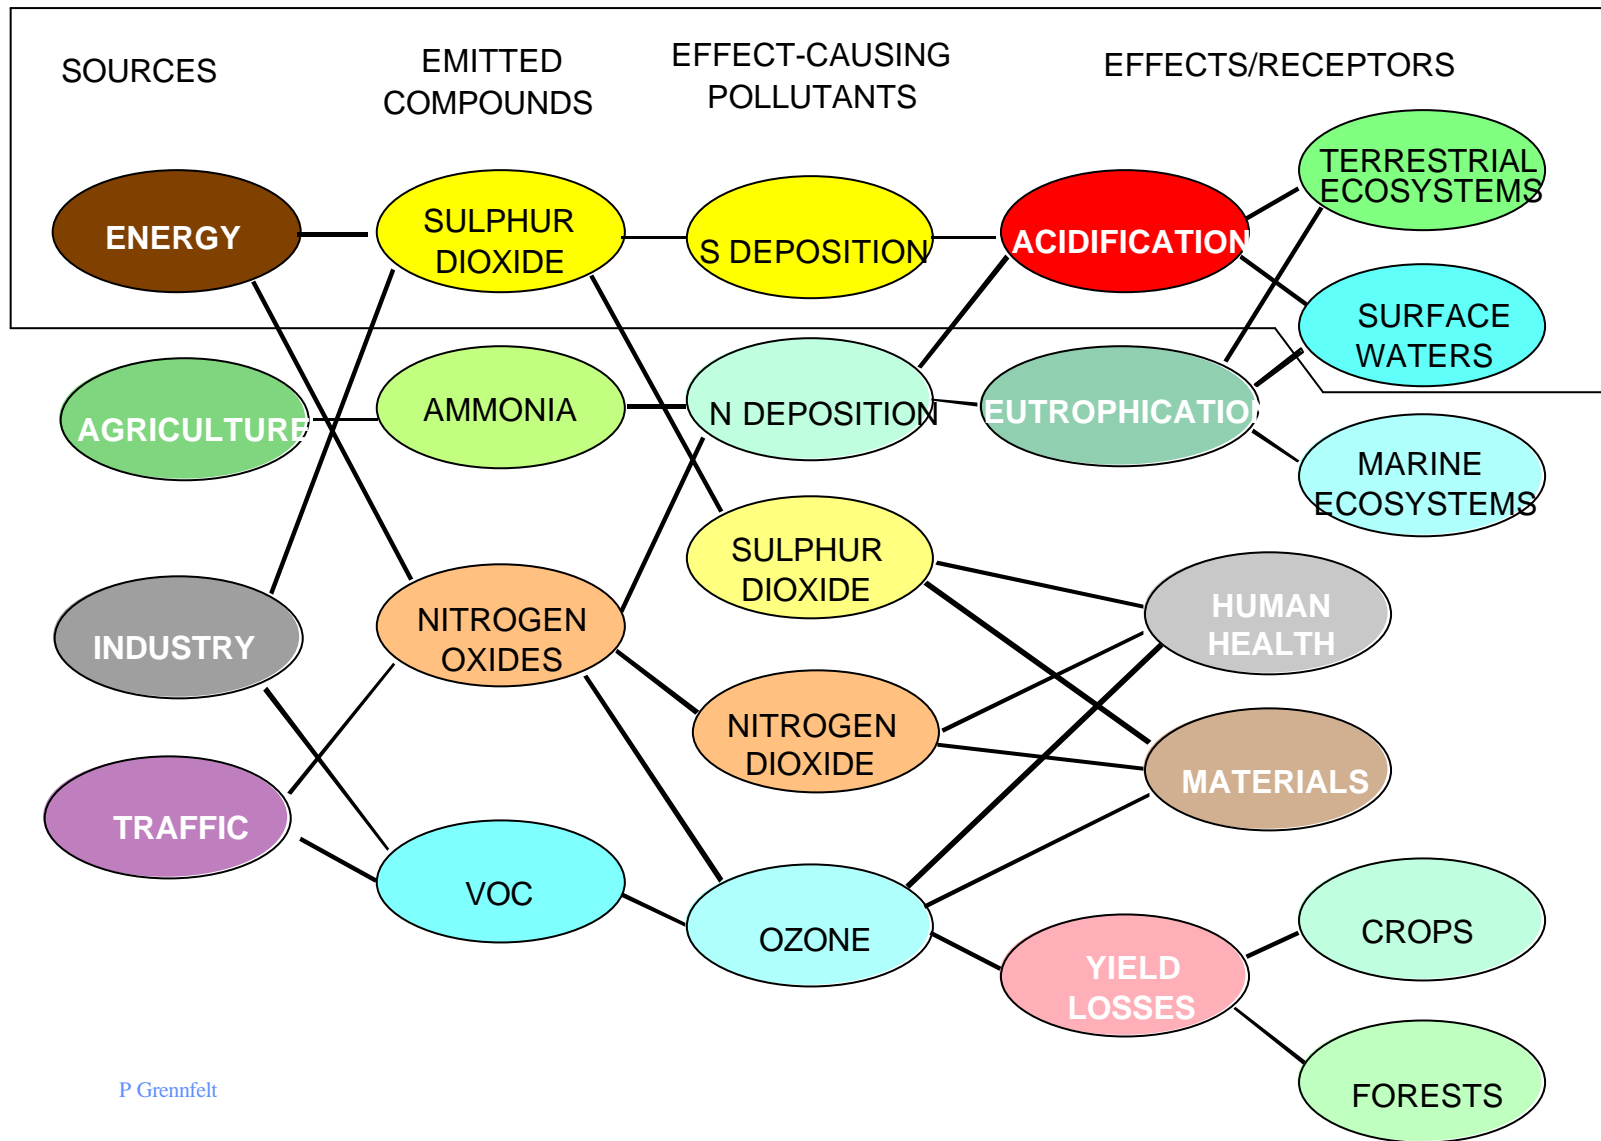 SOURCES
EMITTED
COMPOUNDS
EFFECT-CAUSING
POLLUTANTS
EFFECTS/RECEPTORS
ENERGY
SULPHUR
DIOXIDE
S DEPOSITION
ACIDIFICATION
TERRESTRIAL
ECOSYSTEMS
SURFACE
WATERS
AGRICULTURE
AMMONIA
N DEPOSITION
EUTROPHICATION
MARINE
ECOSYSTEMS
SULPHUR
DIOXIDE
INDUSTRY
NITROGEN
OXIDES
HUMAN
HEALTH
NITROGEN
DIOXIDE
MATERIALS
TRAFFIC
VOC
OZONE
YIELD
LOSSES
CROPS
FORESTS
P Grennfelt